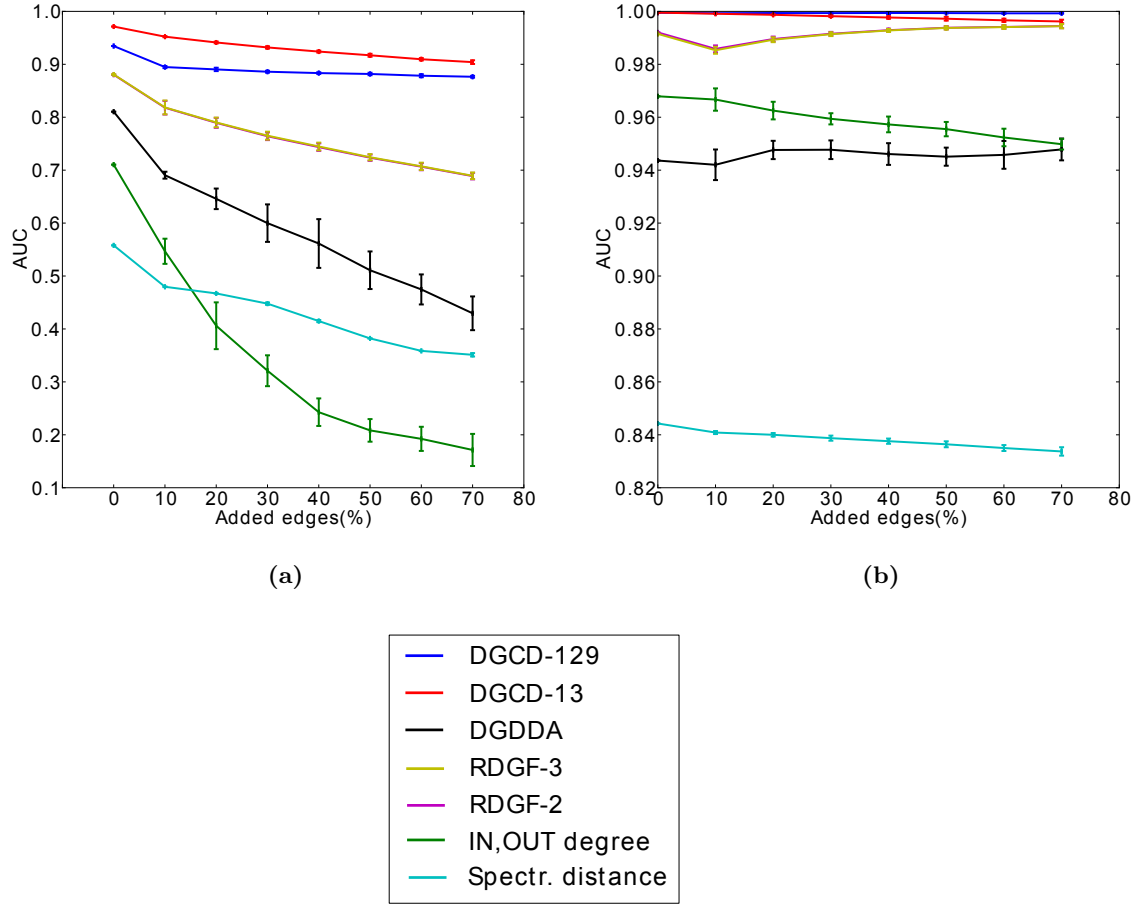 1.0
0.9
0.8
0.7
0.6
0.5
0.4
0.3
0.2
0.1
AUC
0 10 20 30 40 50 60 70 80
Added edges(%)
(a)
1.00
0.98
0.96
0.94
0.92
0.90
0.88
0.86
0.84
0.82
AUC
0 10 20 30 40 50 60 70 80
Added edges(%)
(b)
DGCD-129
DGCD-13
DGDDA
RDGF-3
RDGF-2
IN,OUT degree
Spectr. distance